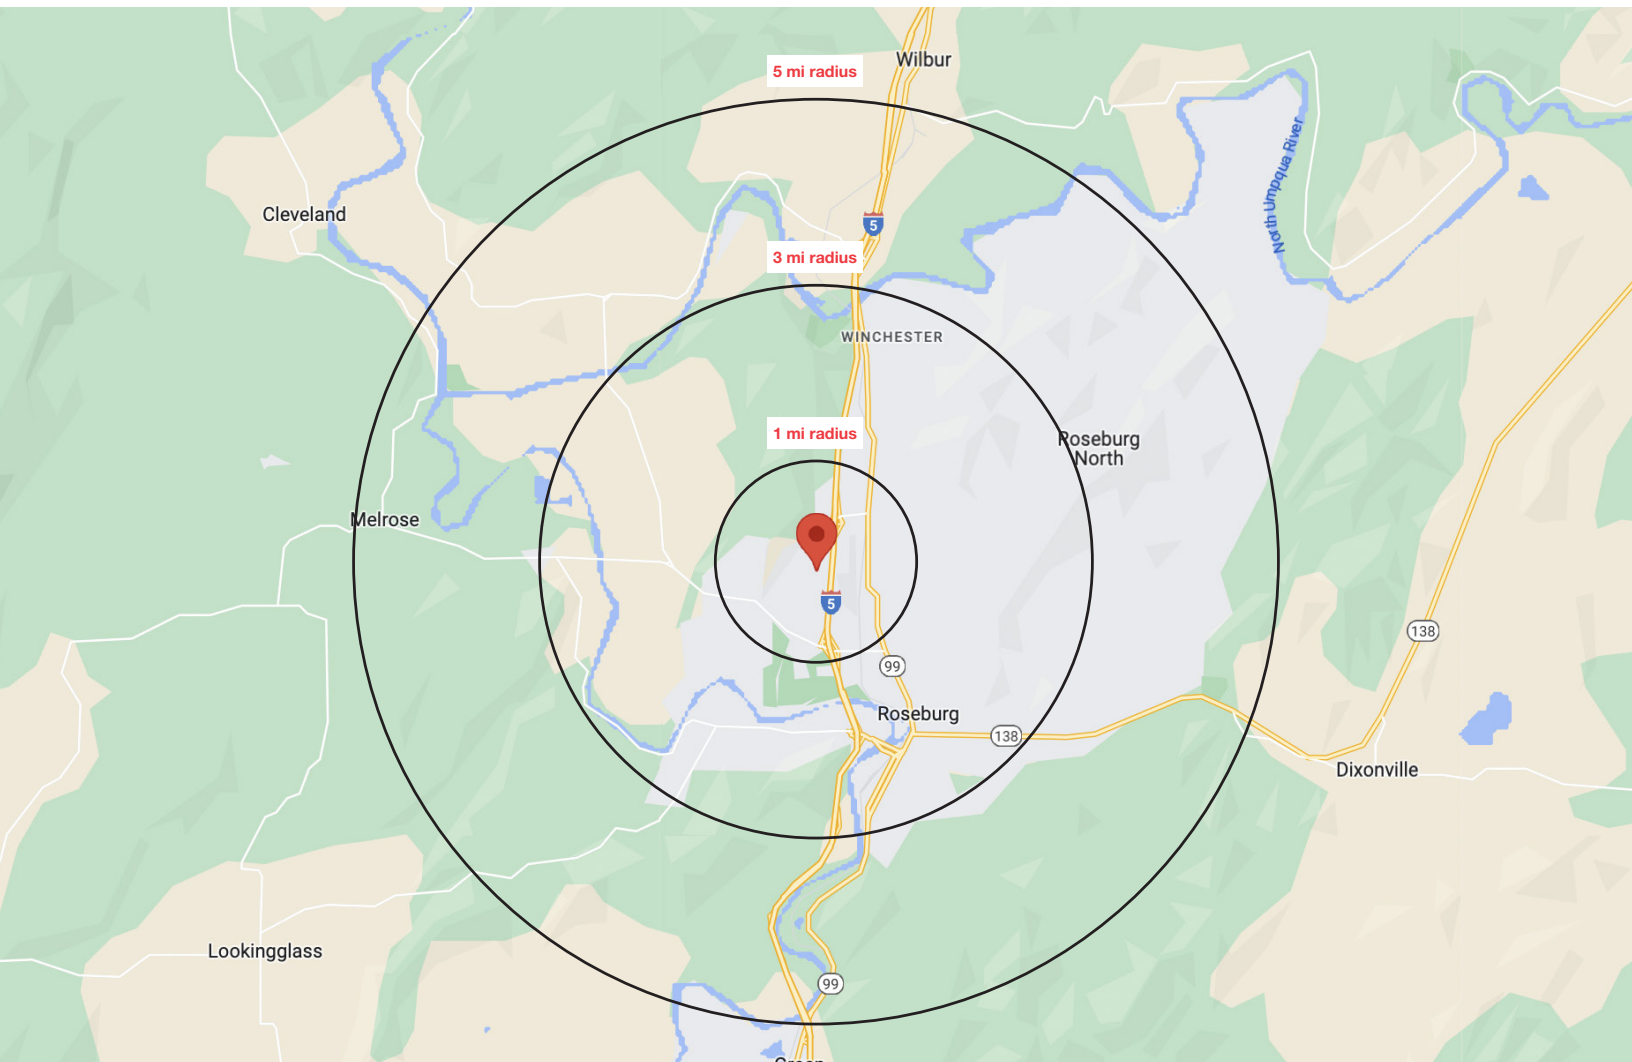 Wilbur
5 mi radius
North Umpqua River
Cleveland
5
3 mi radius
WINCHESTER
1 mi radius
Roseburg
North
Melrose
5
138
99
Roseburg
138
Dixonville
Lookingglass
99